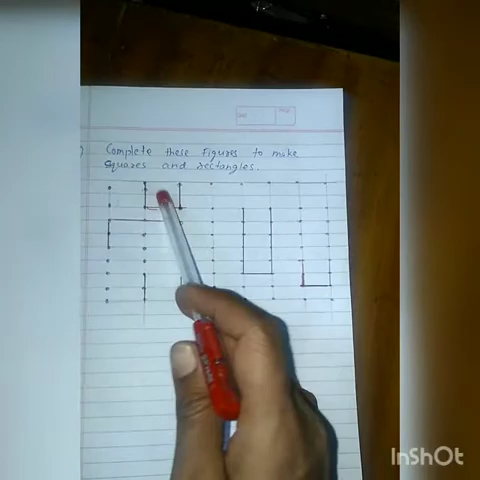 Complete these figures to make
squares and rectangles.
InShOt